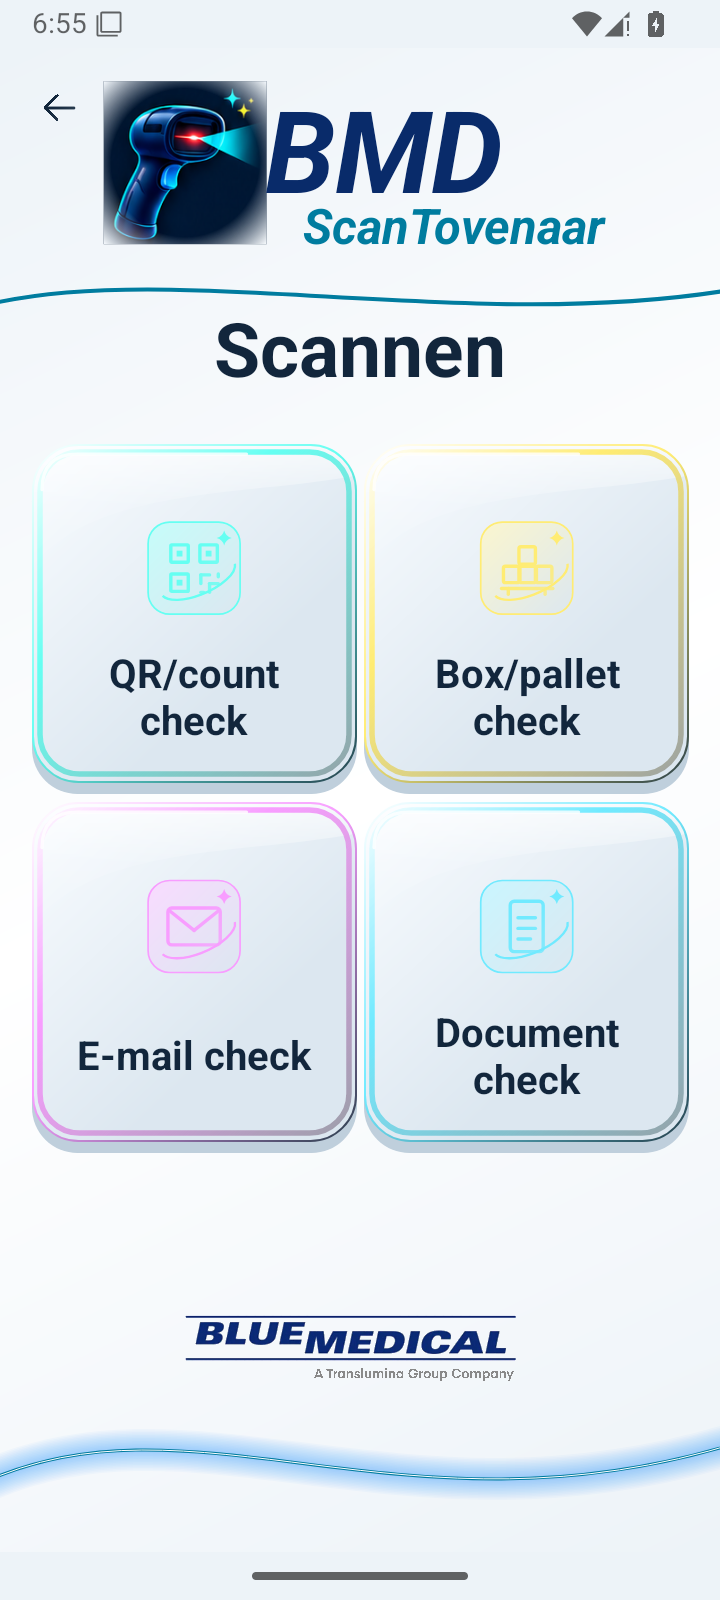 6:55
BMD
ScanTovenaar
Scannen
QR/count
check
Box/pallet
check
E-mail check
Document
check
BLUEMEDICAL
A Translumina Group Company